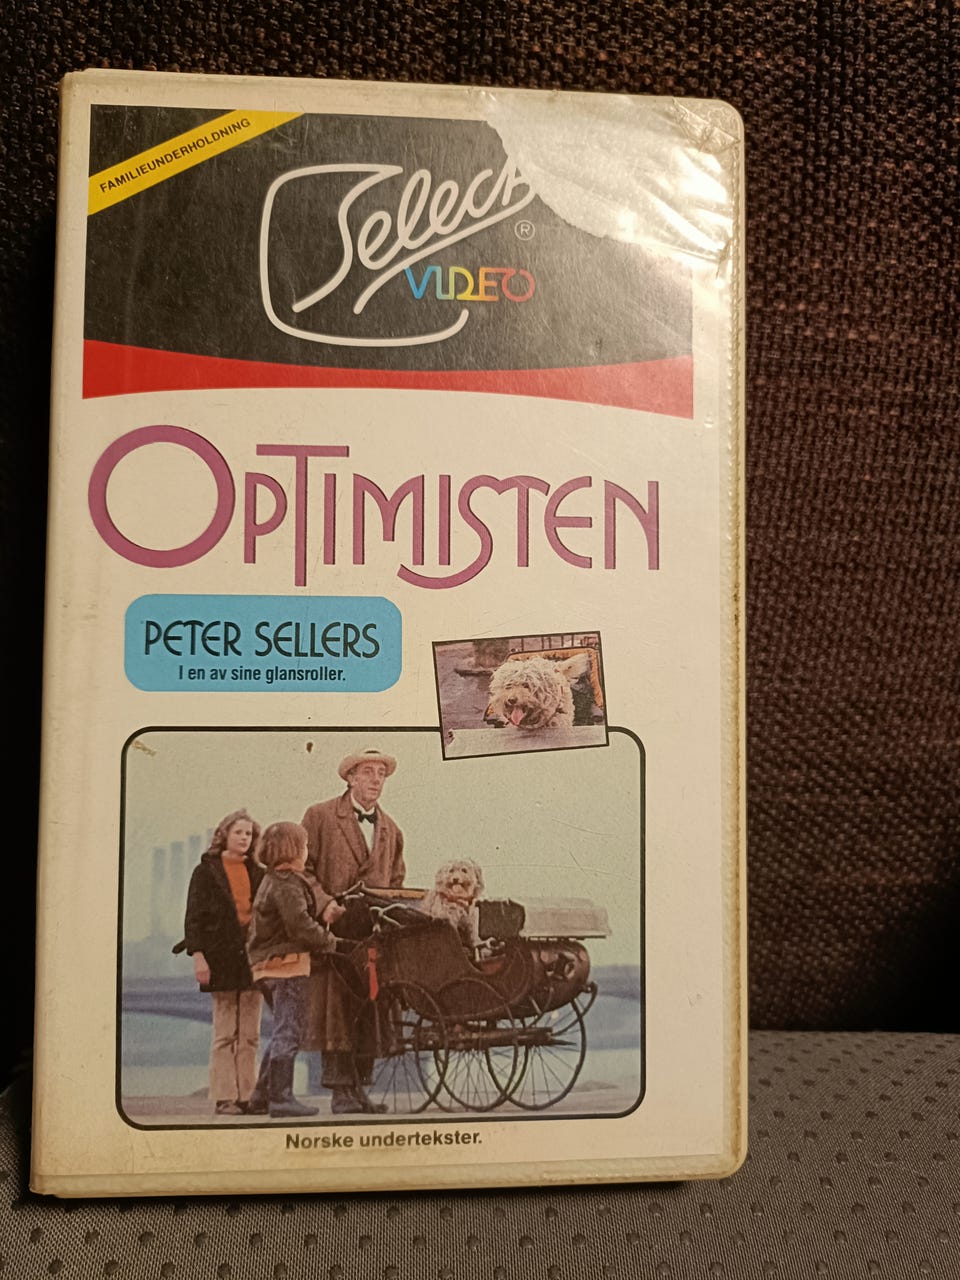 FAMILIEUNDERHOLDNING
Select
®
VIDEO
OPTIMISTEN
PETER SELLERS
I en av sine glansroller.
Norske undertekster.